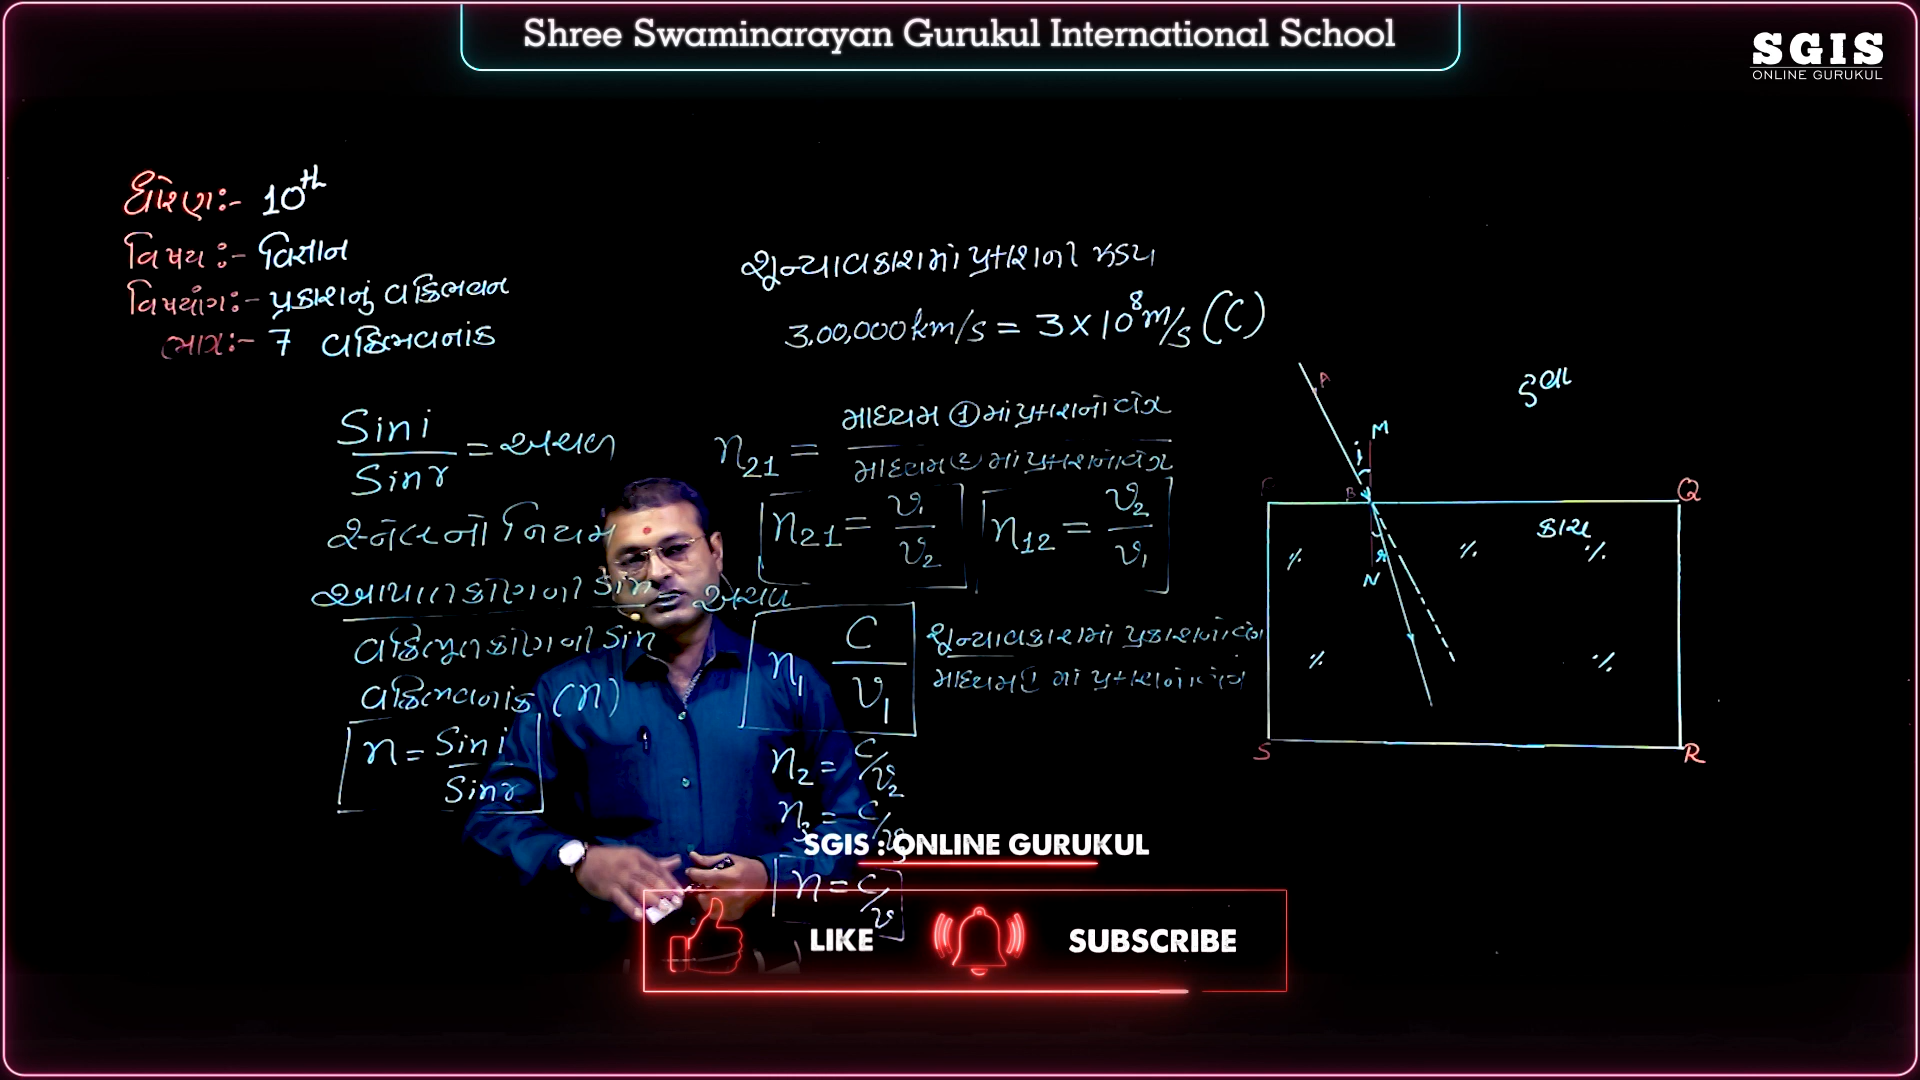 Shree Swaminarayan Gurukul International School
SGIS
ONLINE GURUKUL
ધોરણ:- 10th
વિષય:- વિજ્ઞાન
વિષયાંગ:- પ્રકાશનું વક્રિભવન
ભાગ:- 7 વક્રિભવનાંક
શૂન્યાવકાશમાં પ્રકાશની ઝડપ
3,00,000 km/s = 3 × 10⁸ m/s (C)
Sin i / Sin r = અચળ
સ્નેલનો નિયમ
આપાતકોણની Sin
અચળ
વક્રિભૂતકોણની Sin
વક્રિભવનાંક (n)
n = Sin i / Sin r
n21 = માધ્યમ ① માં પ્રકાશનો વેગ / માધ્યમ ② માં પ્રકાશનો વેગ
n21 = v1 / v2
n12 = v2 / v1
n1 C / v1 શૂન્યાવકાશમાં પ્રકાશનો વેગ
માધ્યમ ① માં પ્રકાશનો વેગ
n2 = C/v2
n3 = C/v3
n = C/v
હવા
A
M
i
B
Q
કાચ
r
N
S
R
SGIS : ONLINE GURUKUL
LIKE
SUBSCRIBE